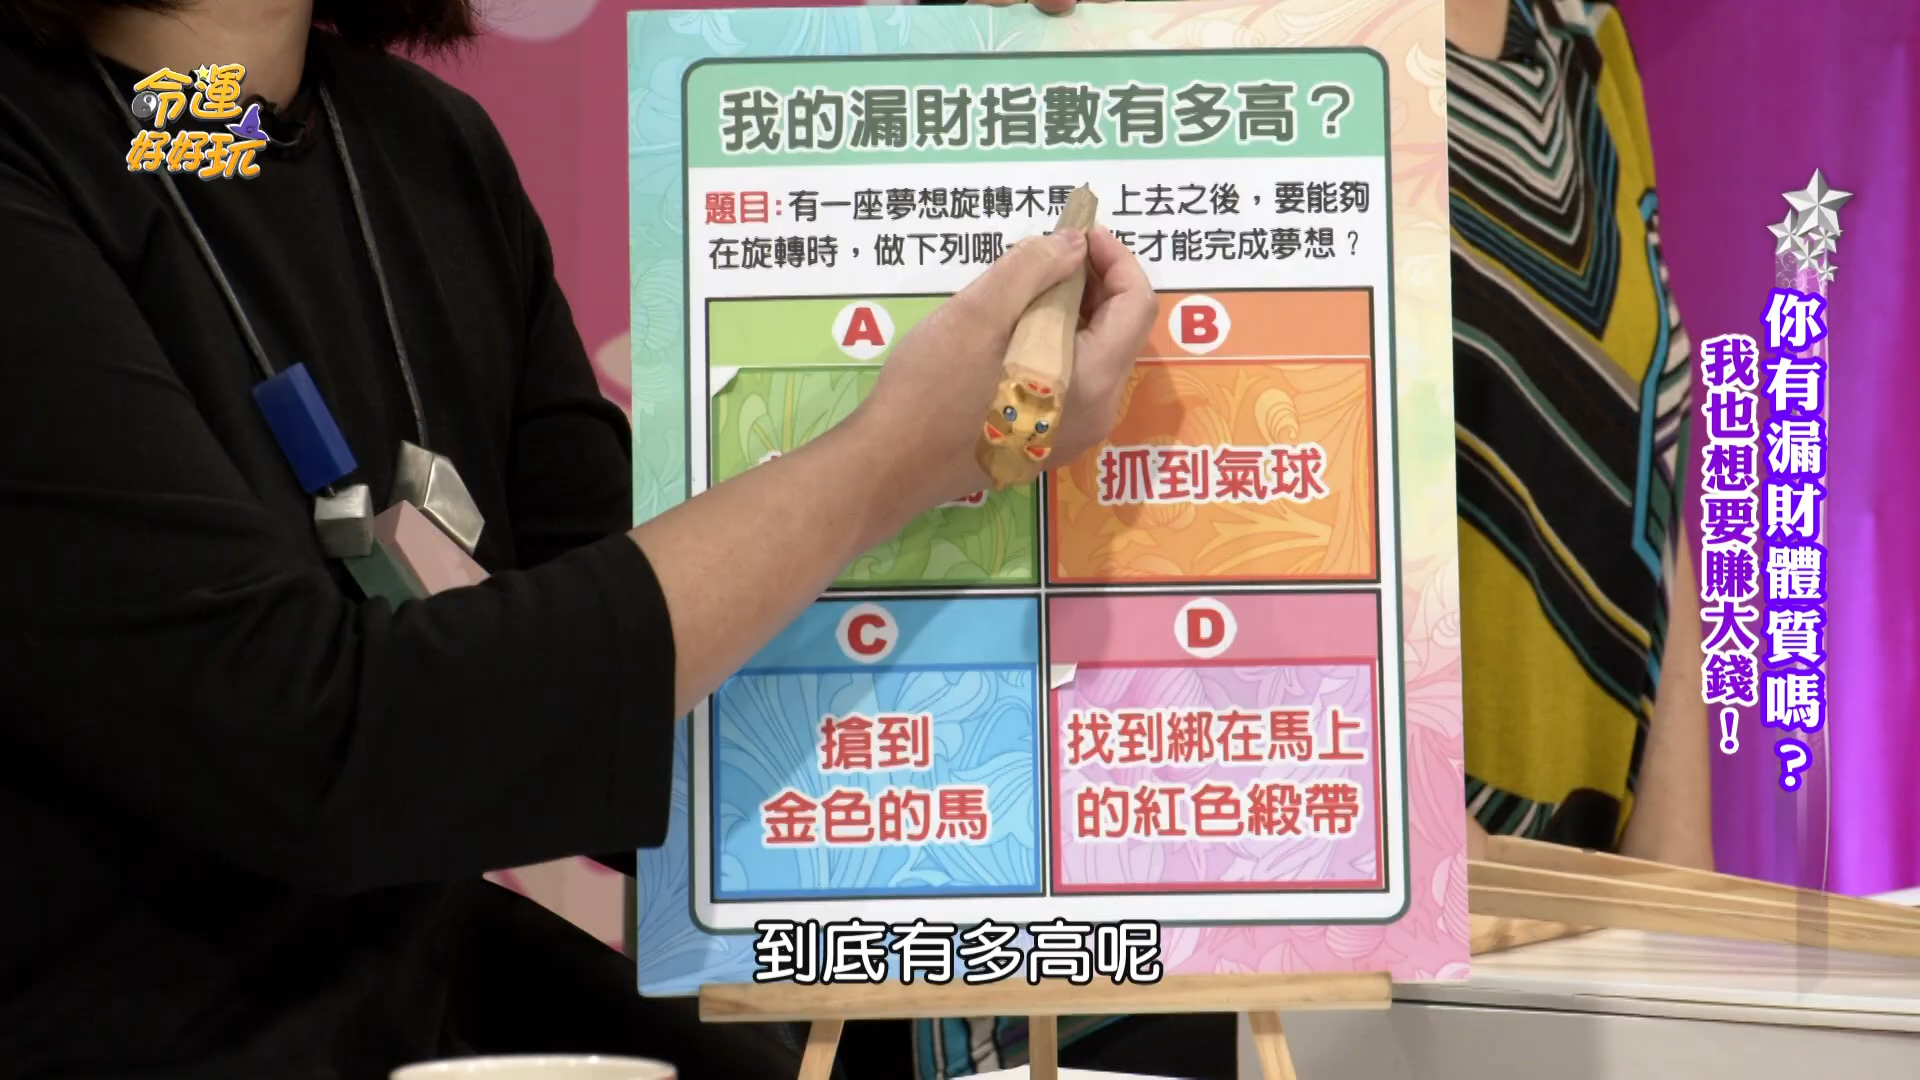 命運
好好玩
我的漏財指數有多高？
題目:有一座夢想旋轉木馬 上去之後，要能夠
在旋轉時，做下列哪一 作才能完成夢想？
A
B
抓到氣球
C
搶到
金色的馬
D
找到綁在馬上
的紅色緞帶
你有漏財體質嗎？
我也想要賺大錢！
到底有多高呢